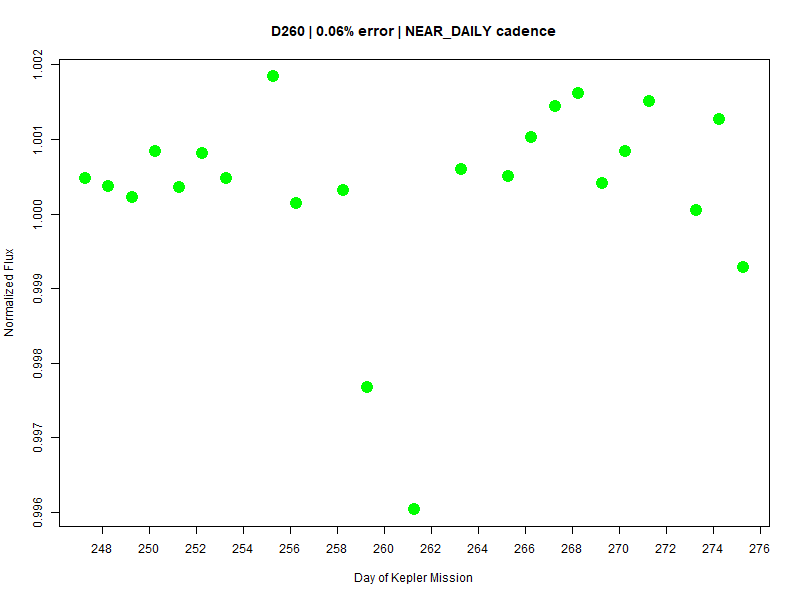 D260 | 0.06% error | NEAR_DAILY cadence
Normalized Flux
1.002
1.001
1.000
0.999
0.998
0.997
0.996
248 250 252 254 256 258 260 262 264 266 268 270 272 274 276
Day of Kepler Mission